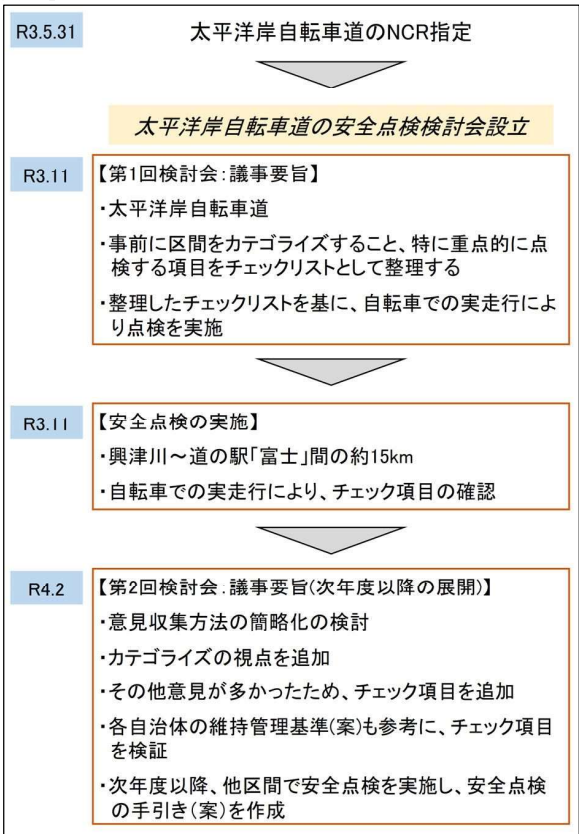 R3.5.31
太平洋岸自転車道のNCR指定
太平洋岸自転車道の安全点検検討会設立
R3.11
【第1回検討会：議事要旨】
・太平洋岸自転車道
・事前に区間をカテゴライズすること、特に重点的に点
検する項目をチェックリストとして整理する
・整理したチェックリストを基に、自転車での実走行によ
り点検を実施
R3.11
【安全点検の実施】
・興津川～道の駅「富士」間の約15km
・自転車での実走行により、チェック項目の確認
R4.2
【第2回検討会．議事要旨(次年度以降の展開)】
・意見収集方法の簡略化の検討
・カテゴライズの視点を追加
・その他意見が多かったため、チェック項目を追加
・各自治体の維持管理基準(案)も参考に、チェック項目
を検証
・次年度以降、他区間で安全点検を実施し、安全点検
の手引き(案)を作成